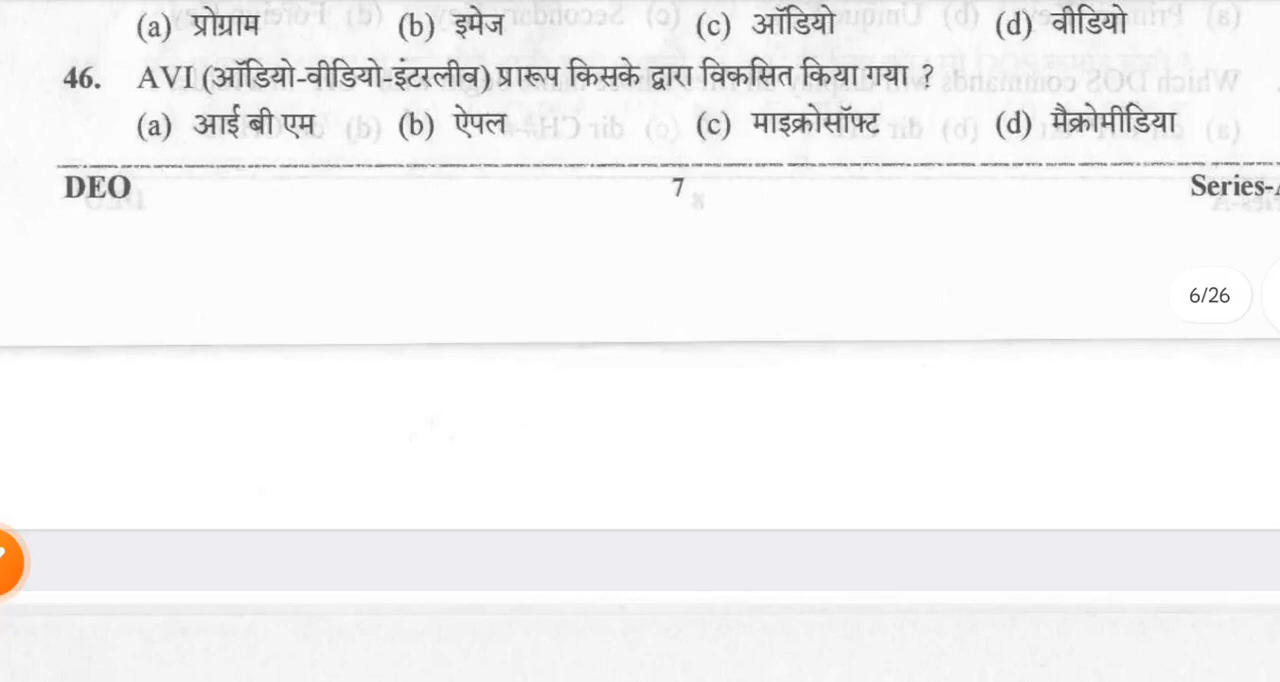 (a) प्रोग्राम (b) इमेज (c) ऑडियो (d) वीडियो
46. AVI (ऑडियो-वीडियो-इंटरलीव) प्रारूप किसके द्वारा विकसित किया गया ?
(a) आई बी एम (b) ऐपल (c) माइक्रोसॉफ्ट (d) मैक्रोमीडिया
DEO 7 Series-
6/26